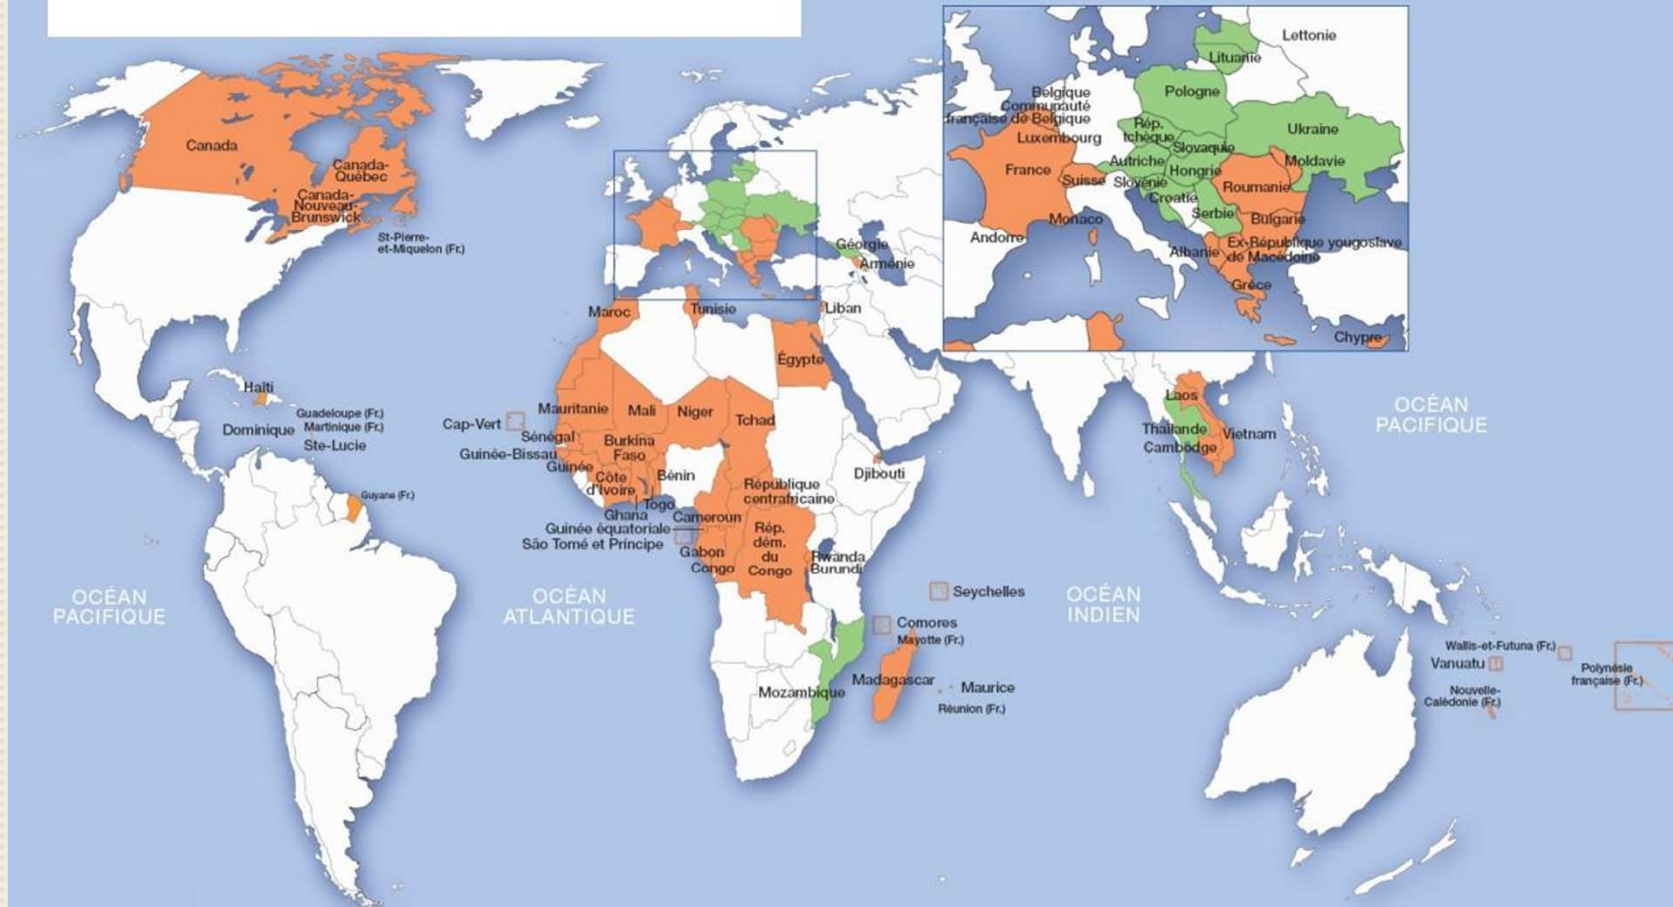 Canada
Canada-
Québec
Canada-
Nouveau-
Brunswick
St-Pierre-
et-Miquelon (Fr.)
Haïti
Guadeloupe (Fr.)
Martinique (Fr.)
Dominique
Ste-Lucie
Guyane (Fr.)
OCÉAN
PACIFIQUE
OCÉAN
ATLANTIQUE
Géorgie
Arménie
Maroc
Tunisie
Liban
Égypte
Mauritanie
Mali
Niger
Tchad
Cap-Vert
Sénégal
Burkina
Faso
Guinée-Bissau
Guinée
Côte
d'Ivoire
Bénin
Togo
Ghana
Cameroun
République
centrafricaine
Djibouti
Guinée équatoriale
São Tomé et Príncipe
Gabon
Congo
Rép.
dém.
du
Congo
Rwanda
Burundi
Seychelles
Comores
Mayotte (Fr.)
Madagascar
Mozambique
Maurice
Réunion (Fr.)
OCÉAN
INDIEN
Lettonie
Lituanie
Belgique
Communauté
française de Belgique
Luxembourg
Pologne
Rép.
tchèque
Slovaquie
Ukraine
France
Suisse
Autriche
Hongrie
Moldavie
Slovénie
Croatie
Roumanie
Serbie
Bulgarie
Monaco
Andorre
Albanie
Ex-République yougoslave
de Macédoine
Grèce
Chypre
Laos
Thaïlande
Vietnam
Cambodge
OCÉAN
PACIFIQUE
Wallis-et-Futuna (Fr.)
Vanuatu
Polynésie
française (Fr.)
Nouvelle-
Calédonie (Fr.)